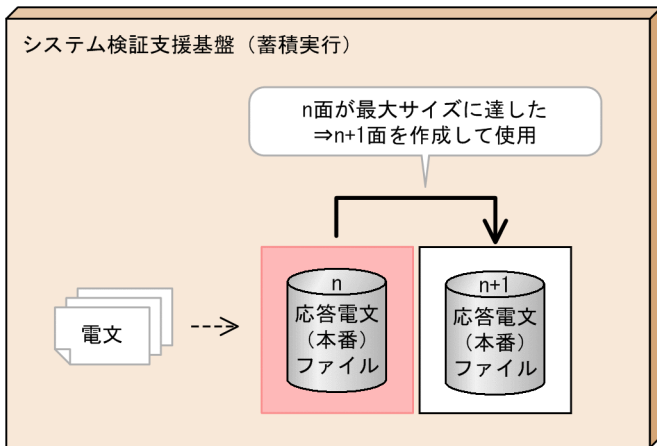 システム検証支援基盤（蓄積実行）
n面が最大サイズに達した
⇒n+1面を作成して使用
電文
n
応答電文
（本番）
ファイル
n+1
応答電文
（本番）
ファイル